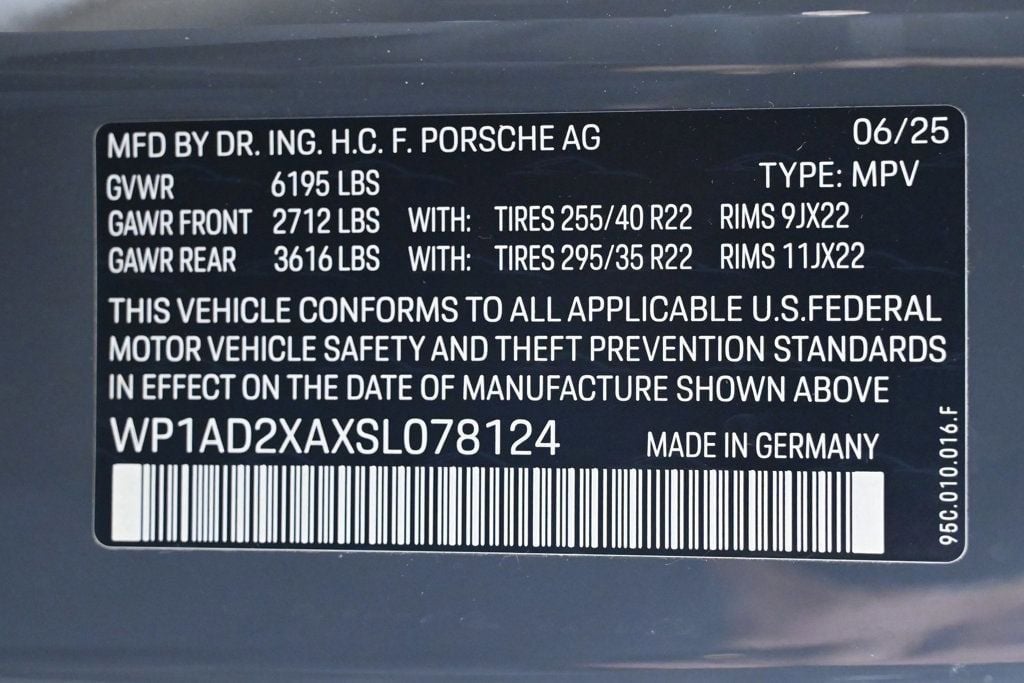 MFD BY DR. ING. H.C. F. PORSCHE AG 06/25
TYPE: MPV
GVWR 6195 LBS
GAWR FRONT 2712 LBS WITH: TIRES 255/40 R22 RIMS 9JX22
GAWR REAR 3616 LBS WITH: TIRES 295/35 R22 RIMS 11JX22
THIS VEHICLE CONFORMS TO ALL APPLICABLE U.S.FEDERAL
MOTOR VEHICLE SAFETY AND THEFT PREVENTION STANDARDS
IN EFFECT ON THE DATE OF MANUFACTURE SHOWN ABOVE
WP1AD2XAXSL078124 MADE IN GERMANY
95C.010.016.F